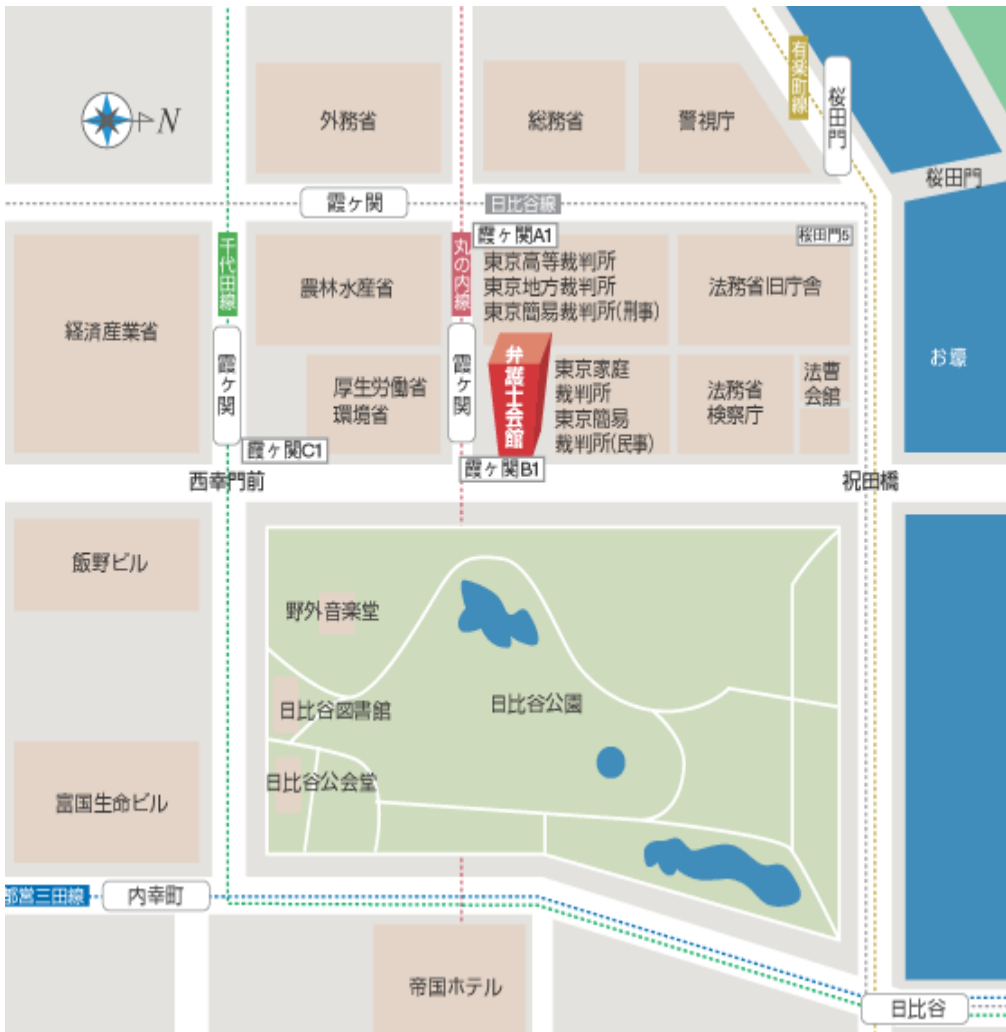 N
外務省
総務省
警視庁
有楽町線
桜田門
桜田門
霞ヶ関
日比谷線
千代田線
丸の内線
霞ヶ関A1
桜田門5
経済産業省
農林水産省
東京高等裁判所
東京地方裁判所
東京簡易裁判所(刑事)
法務省旧庁舎
お壕
霞ヶ関
厚生労働省
環境省
霞ヶ関
弁護士会館
東京家庭
裁判所
東京簡易
裁判所(民事)
法務省
検察庁
法曹
会館
霞ヶ関C1
霞ヶ関B1
西幸門前
祝田橋
飯野ビル
野外音楽堂
日比谷図書館
日比谷公園
日比谷公会堂
富国生命ビル
都営三田線
内幸町
帝国ホテル
日比谷